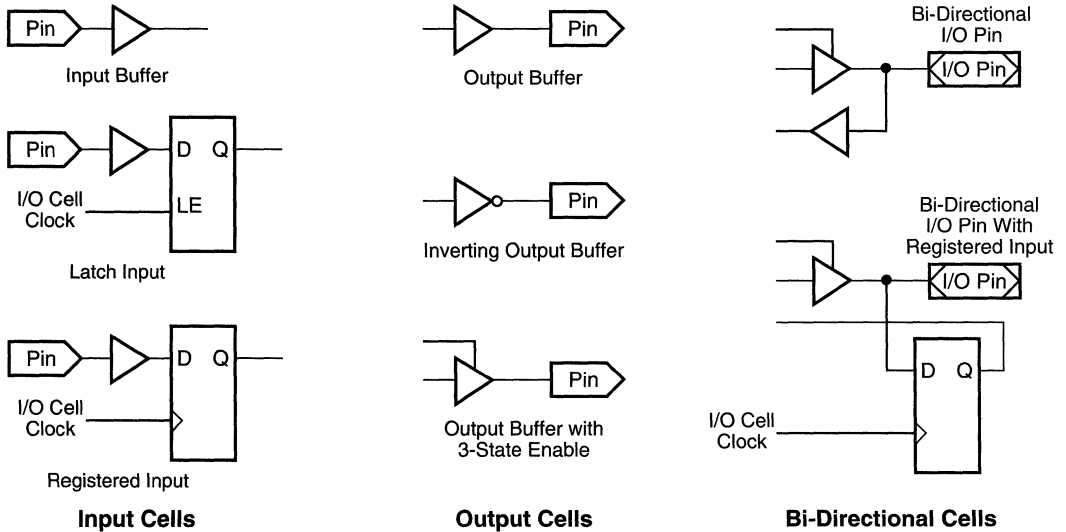 Pin
Input Buffer
Pin
D Q
I/O Cell
Clock
LE
Latch Input
Pin
D Q
I/O Cell
Clock
Registered Input
Input Cells
Pin
Output Buffer
Pin
Inverting Output Buffer
Pin
Output Buffer with
3-State Enable
Output Cells
Bi-Directional
I/O Pin
I/O Pin
Bi-Directional
I/O Pin With
Registered Input
I/O Pin
D Q
I/O Cell
Clock
Bi-Directional Cells